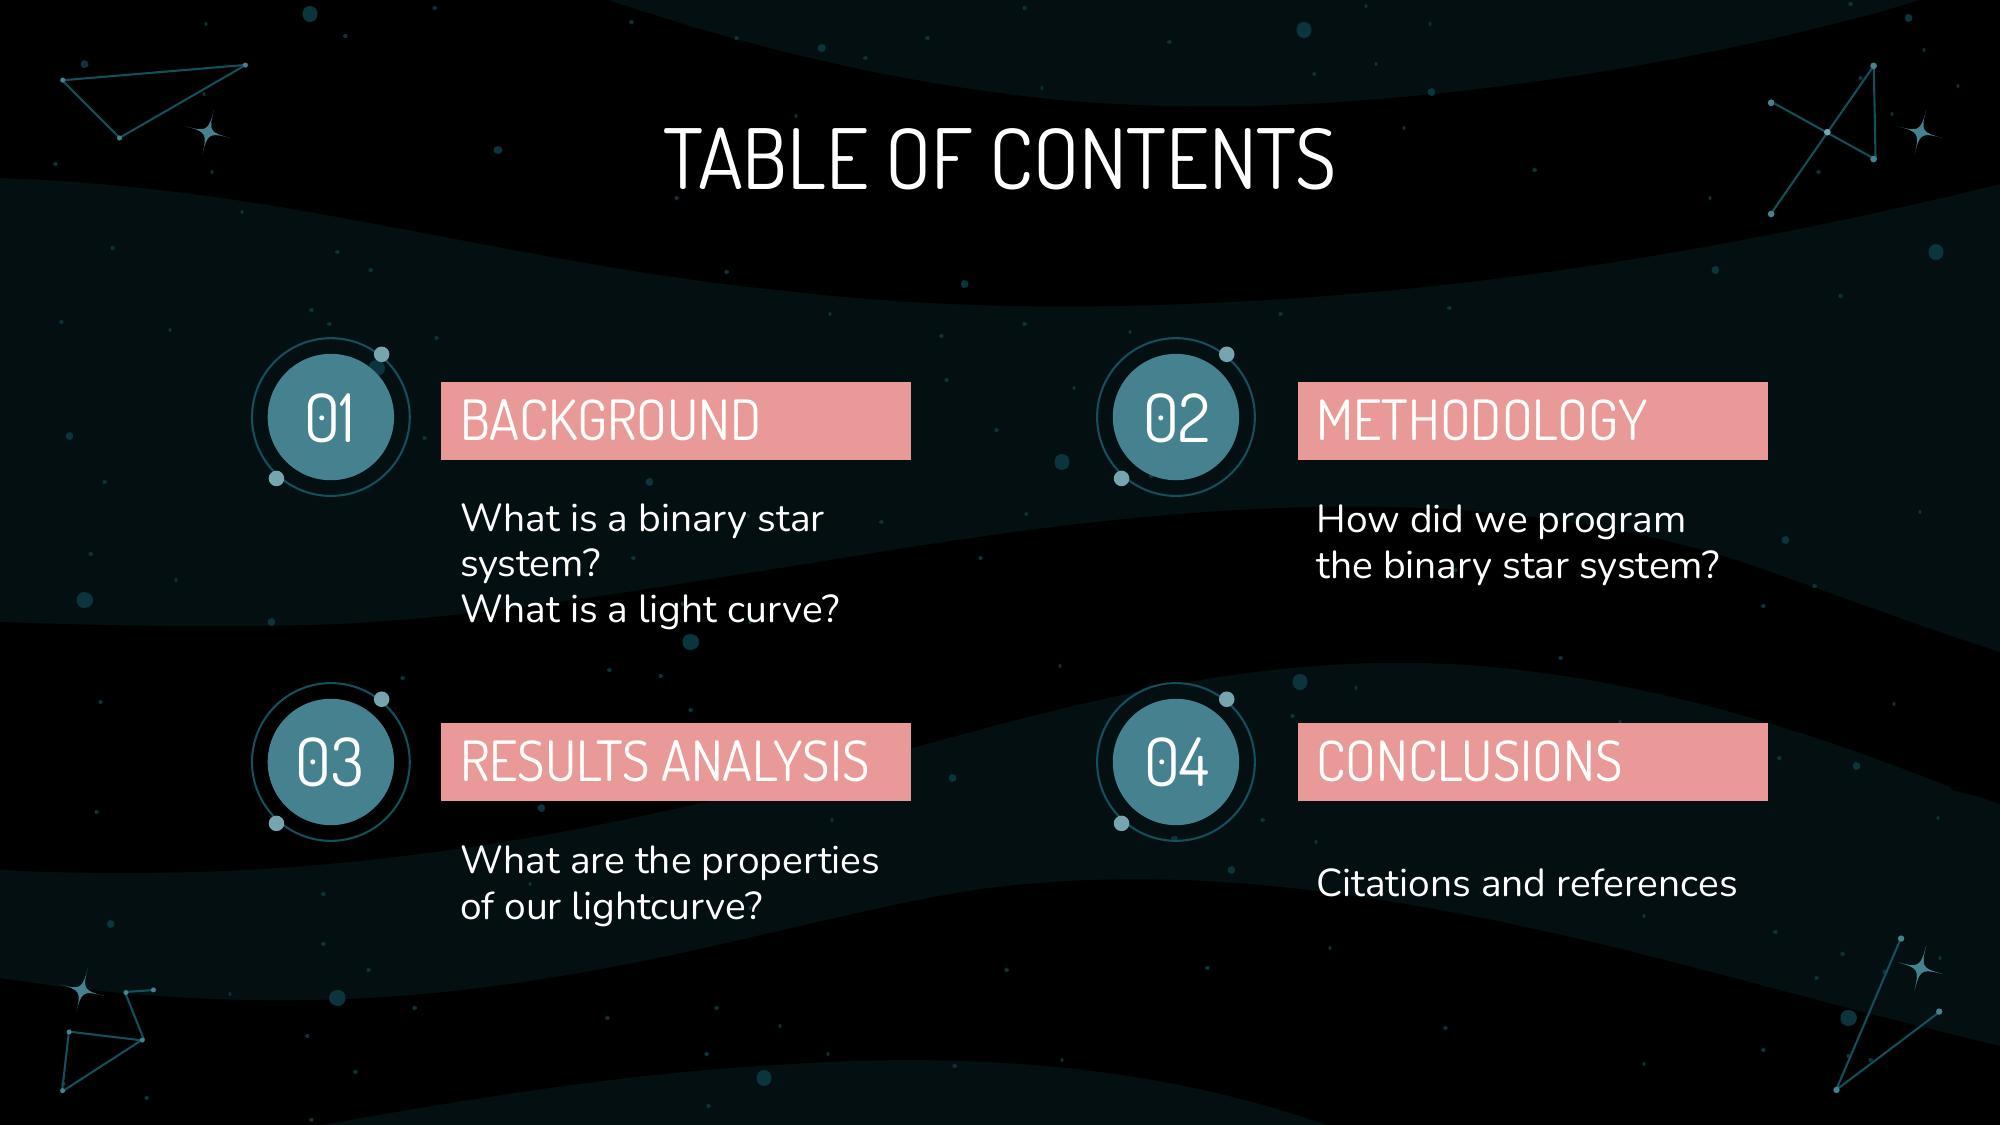 TABLE OF CONTENTS
01
BACKGROUND
What is a binary star
system?
What is a light curve?
02
METHODOLOGY
How did we program
the binary star system?
03
RESULTS ANALYSIS
What are the properties
of our lightcurve?
04
CONCLUSIONS
Citations and references